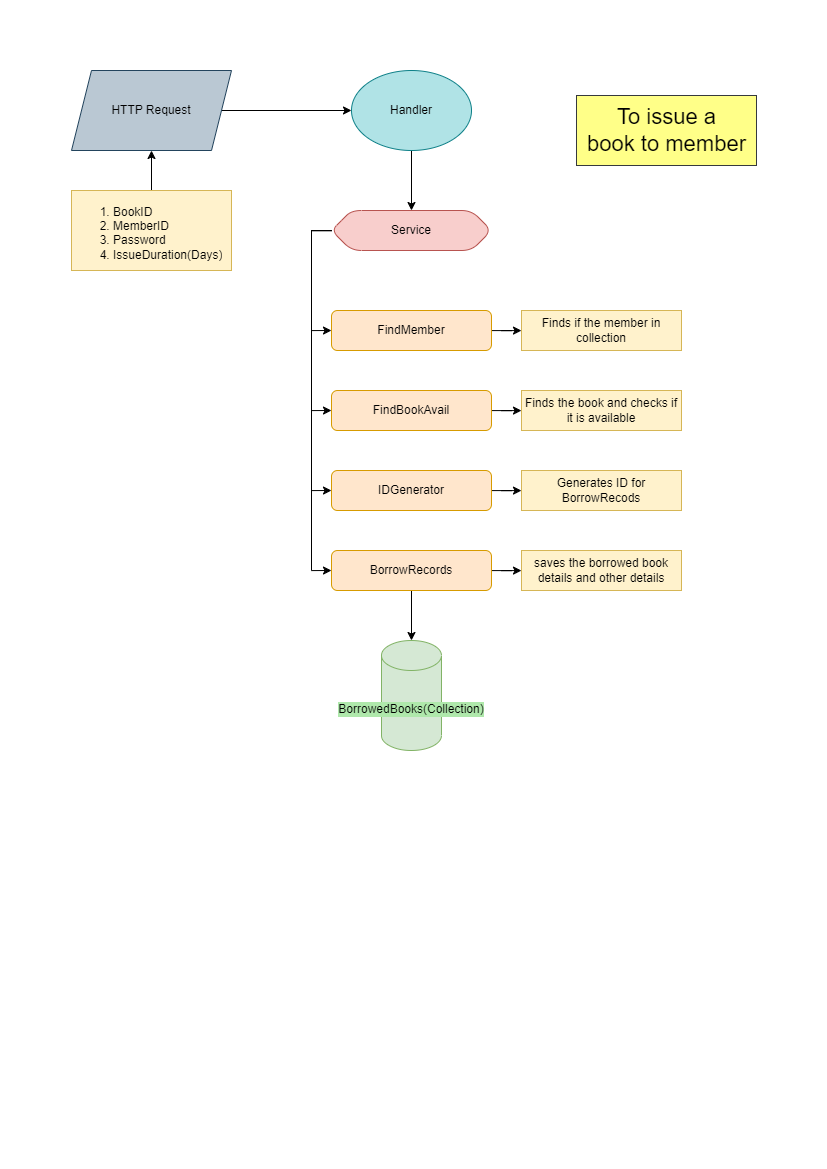 HTTP Request
Handler
To issue a
book to member
1. BookID
2. MemberID
3. Password
4. IssueDuration(Days)
Service
FindMember
Finds if the member in
collection
FindBookAvail
Finds the book and checks if
it is available
IDGenerator
Generates ID for
BorrowRecods
BorrowRecords
saves the borrowed book
details and other details
BorrowedBooks(Collection)